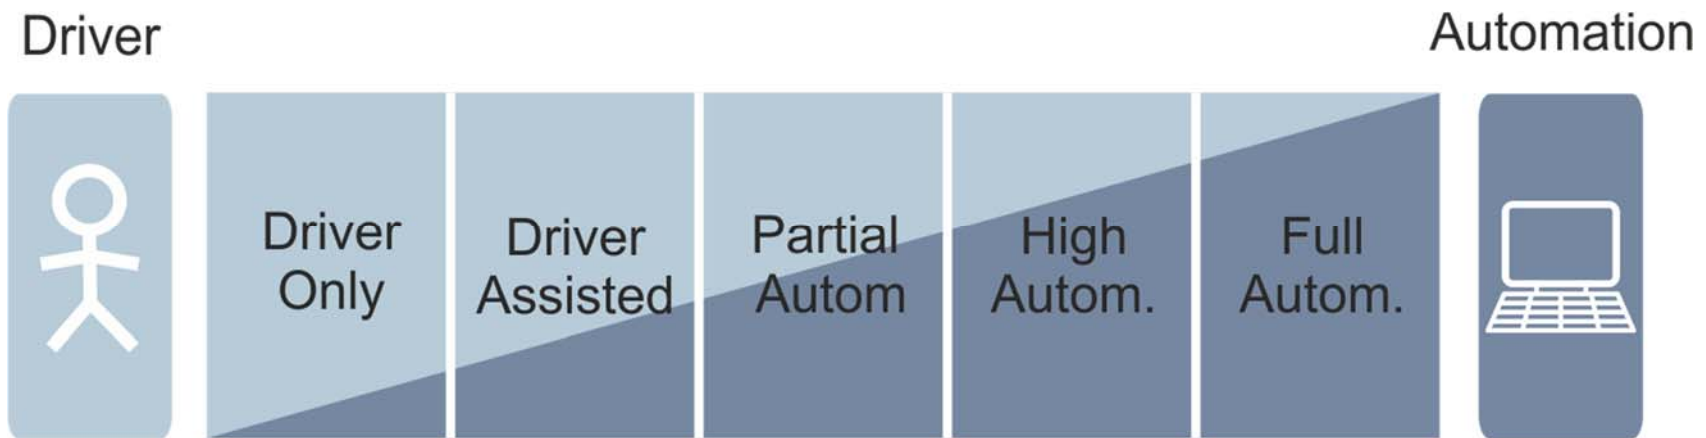 Driver
Automation
Driver
Only
Driver
Assisted
Partial
Autom
High
Autom.
Full
Autom.